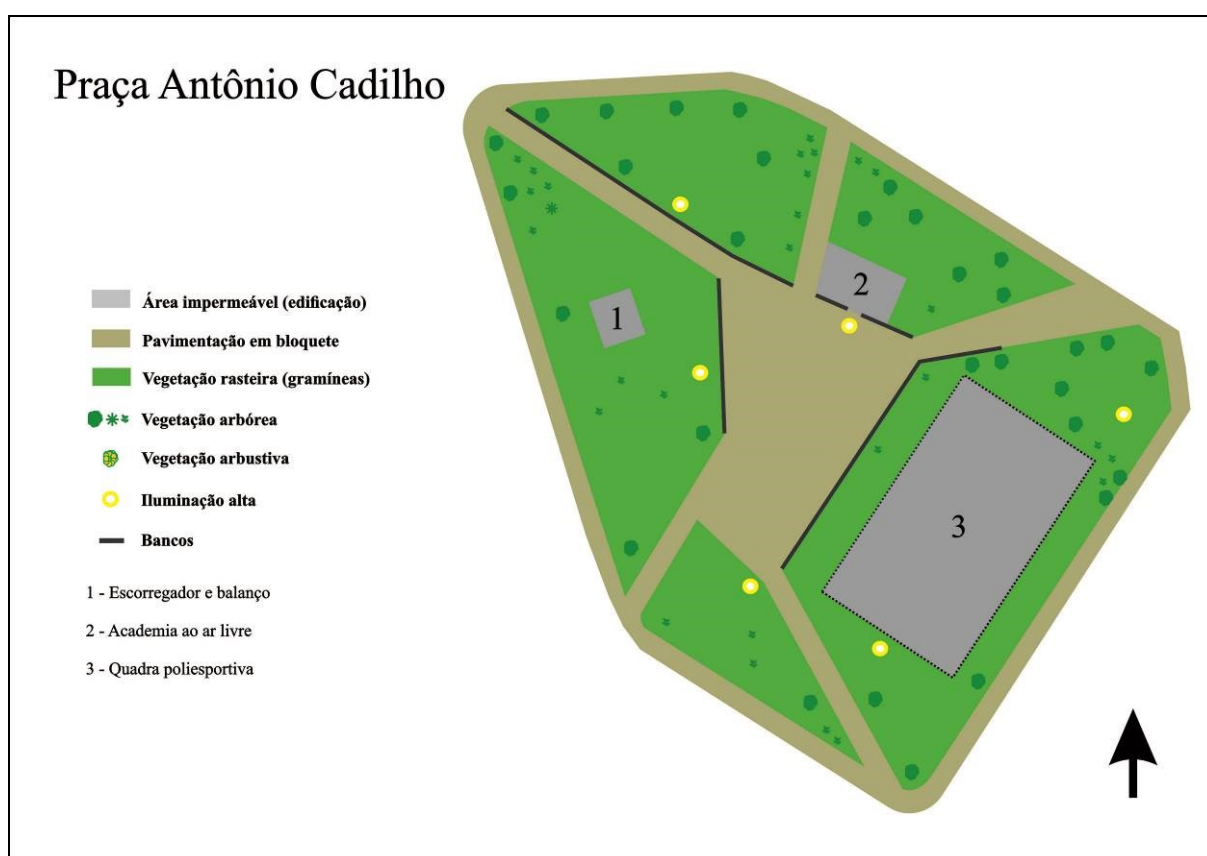 Praça Antônio Cadilho
Área impermeável (edificação)
Pavimentação em bloquete
Vegetação rasteira (gramíneas)
Vegetação arbórea
Vegetação arbustiva
Iluminação alta
Bancos
1 - Escorregador e balanço
2 - Academia ao ar livre
3 - Quadra poliesportiva
1
2
3